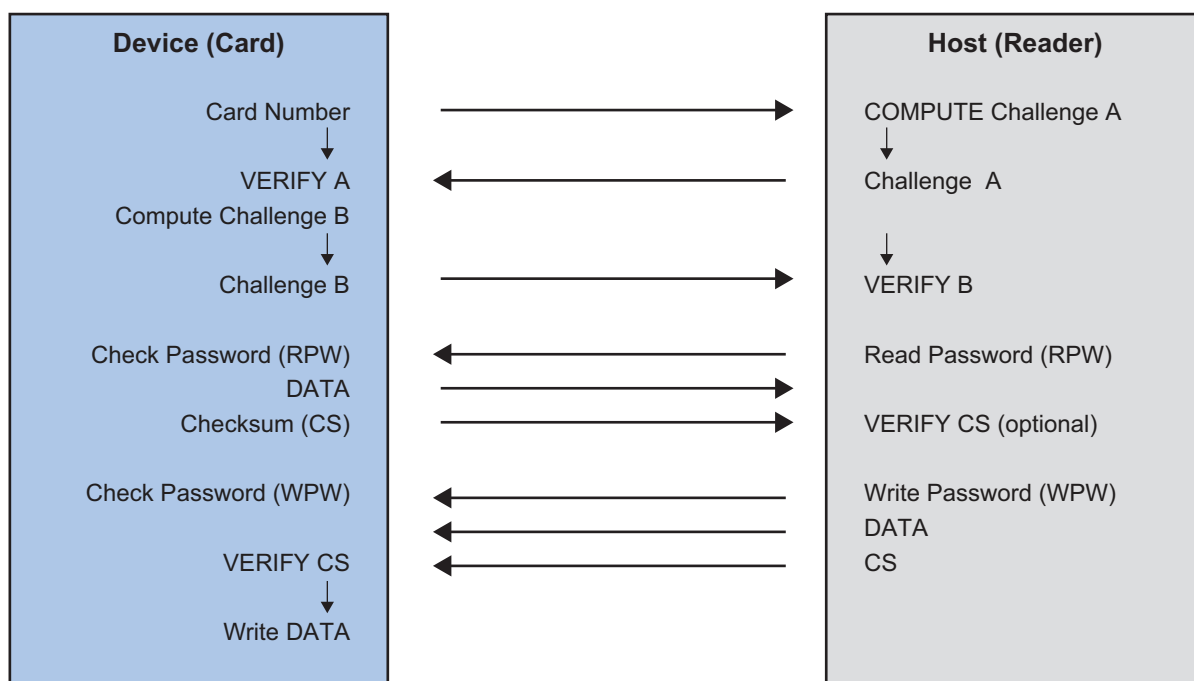 Device (Card)
Host (Reader)
Card Number
COMPUTE Challenge A
VERIFY A
Challenge A
Compute Challenge B
Challenge B
VERIFY B
Check Password (RPW)
Read Password (RPW)
DATA
Checksum (CS)
VERIFY CS (optional)
Check Password (WPW)
Write Password (WPW)
DATA
VERIFY CS
CS
Write DATA